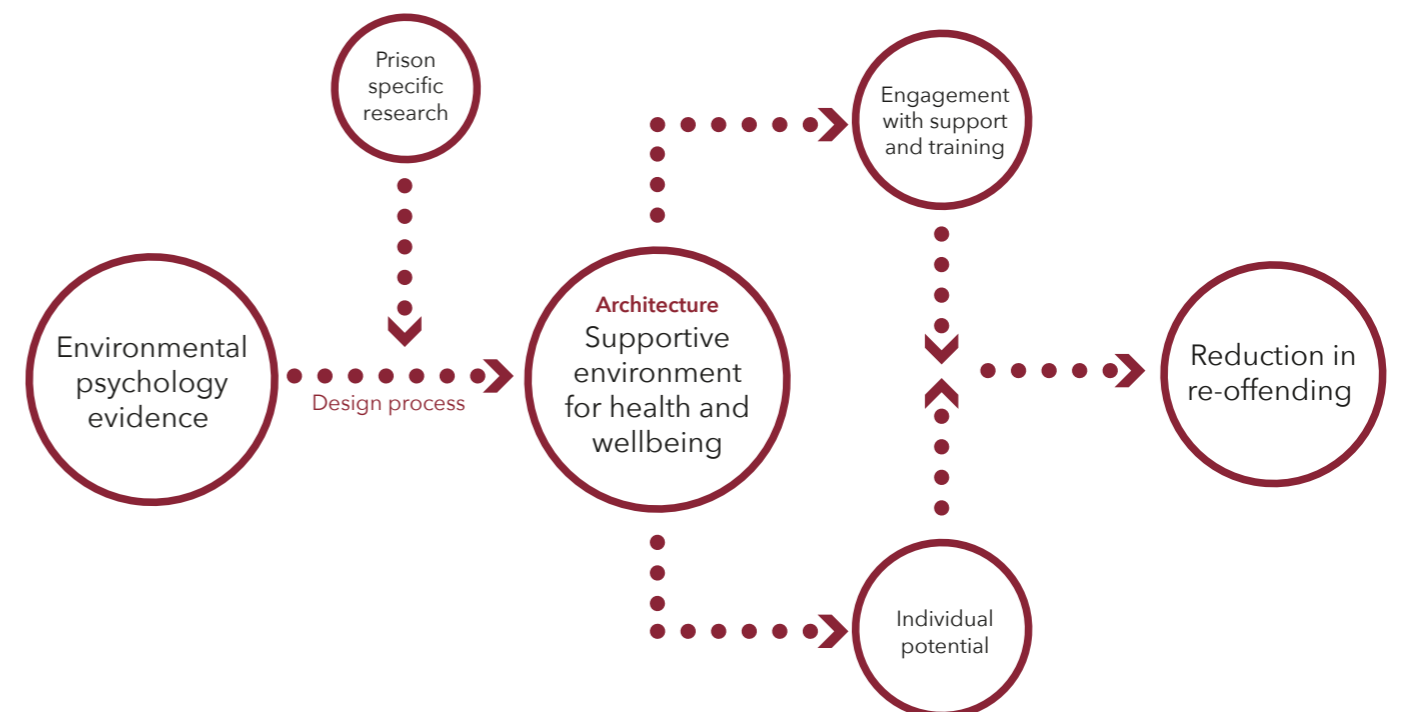 Prison
specific
research
Engagement
with support
and training
Environmental
psychology
evidence
Design process
Architecture
Supportive
environment
for health and
wellbeing
Reduction in
re-offending
Individual
potential